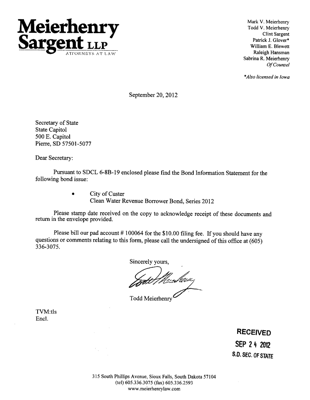 Meierhenry
Sargent LLP
ATTORNEYS AT LAW
Mark V. Meierhenry
Todd V. Meierhenry
Clint Sargent
Patrick J. Glover*
William E. Blewett
Raleigh Hansman
Sabrina R. Meierhenry
Of Counsel
*Also licensed in Iowa
September 20, 2012
Secretary of State
State Capitol
500 E. Capitol
Pierre, SD 57501-5077
Dear Secretary:
Pursuant to SDCL 6-8B-19 enclosed please find the Bond Information Statement for the
following bond issue:
• City of Custer
Clean Water Revenue Borrower Bond, Series 2012
Please stamp date received on the copy to acknowledge receipt of these documents and
return in the envelope provided.
Please bill our pad account # 100064 for the $10.00 filing fee. If you should have any
questions or comments relating to this form, please call the undersigned of this office at (605)
336-3075.
Sincerely yours,
Todd Meierhenry
Todd Meierhenry
TVM:tls
Encl.
RECEIVED
SEP 24 2012
S.D. SEC. OF STATE
315 South Phillips Avenue, Sioux Falls, South Dakota 57104
(tel) 605.336.3075 (fax) 605.336.2593
www.meierhenrylaw.com